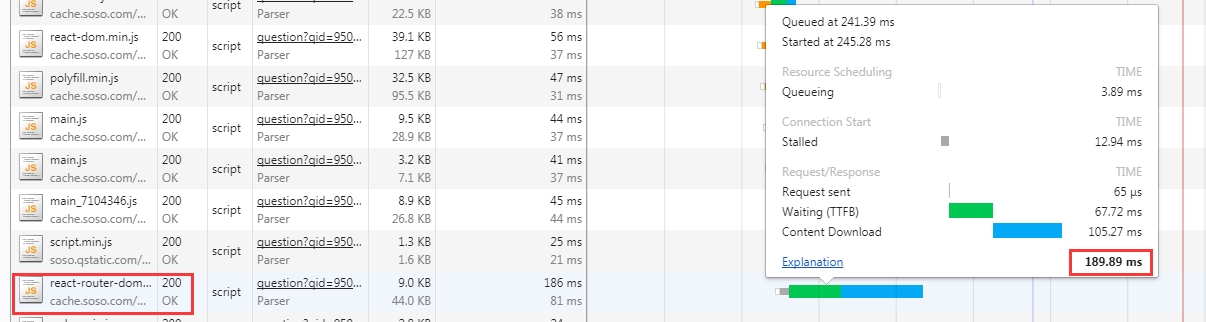 cache.soso.com/... OK Parser 22.5 KB 38 ms
react-dom.min.js 200 script question?qid=950... 39.1 KB 56 ms
cache.soso.com/... OK Parser 127 KB 37 ms
polyfill.min.js 200 script question?qid=950... 32.5 KB 47 ms
cache.soso.com/... OK Parser 95.5 KB 31 ms
main.js 200 script question?qid=950... 9.5 KB 44 ms
cache.soso.com/... OK Parser 28.9 KB 37 ms
main.js 200 script question?qid=950... 3.2 KB 41 ms
cache.soso.com/... OK Parser 7.1 KB 37 ms
main_7104346.js 200 script question?qid=950... 8.9 KB 45 ms
cache.soso.com/... OK Parser 26.8 KB 44 ms
script.min.js 200 script question?qid=950... 1.3 KB 25 ms
soso.qstatic.com/... OK Parser 1.6 KB 21 ms
react-router-dom... 200 script question?qid=950... 9.0 KB 186 ms
cache.soso.com/... OK Parser 44.0 KB 81 ms
Queued at 241.39 ms
Started at 245.28 ms
Resource Scheduling TIME
Queueing 3.89 ms
Connection Start TIME
Stalled 12.94 ms
Request/Response TIME
Request sent 65 μs
Waiting (TTFB) 67.72 ms
Content Download 105.27 ms
Explanation 189.89 ms